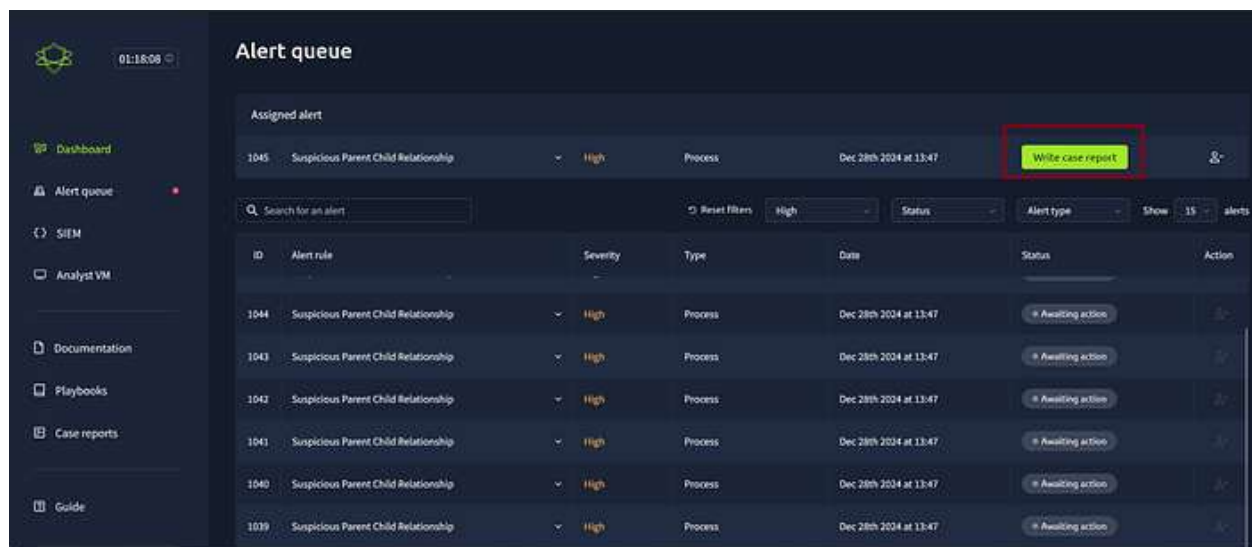 01:18:08
Alert queue
Assigned alert
1045 Suspicious Parent Child Relationship High Process Dec 28th 2024 at 13:47 Write case report
Dashboard
Alert queue
SIEM
Analyst VM
Documentation
Playbooks
Case reports
Guide
Search for an alert Reset filters High Status Alert type Show 15 alerts
ID Alert rule Severity Type Date Status Action
1044 Suspicious Parent Child Relationship High Process Dec 28th 2024 at 13:47 Awaiting action
1043 Suspicious Parent Child Relationship High Process Dec 28th 2024 at 13:47 Awaiting action
1042 Suspicious Parent Child Relationship High Process Dec 28th 2024 at 13:47 Awaiting action
1041 Suspicious Parent Child Relationship High Process Dec 28th 2024 at 13:47 Awaiting action
1040 Suspicious Parent Child Relationship High Process Dec 28th 2024 at 13:47 Awaiting action
1039 Suspicious Parent Child Relationship High Process Dec 28th 2024 at 13:47 Awaiting action